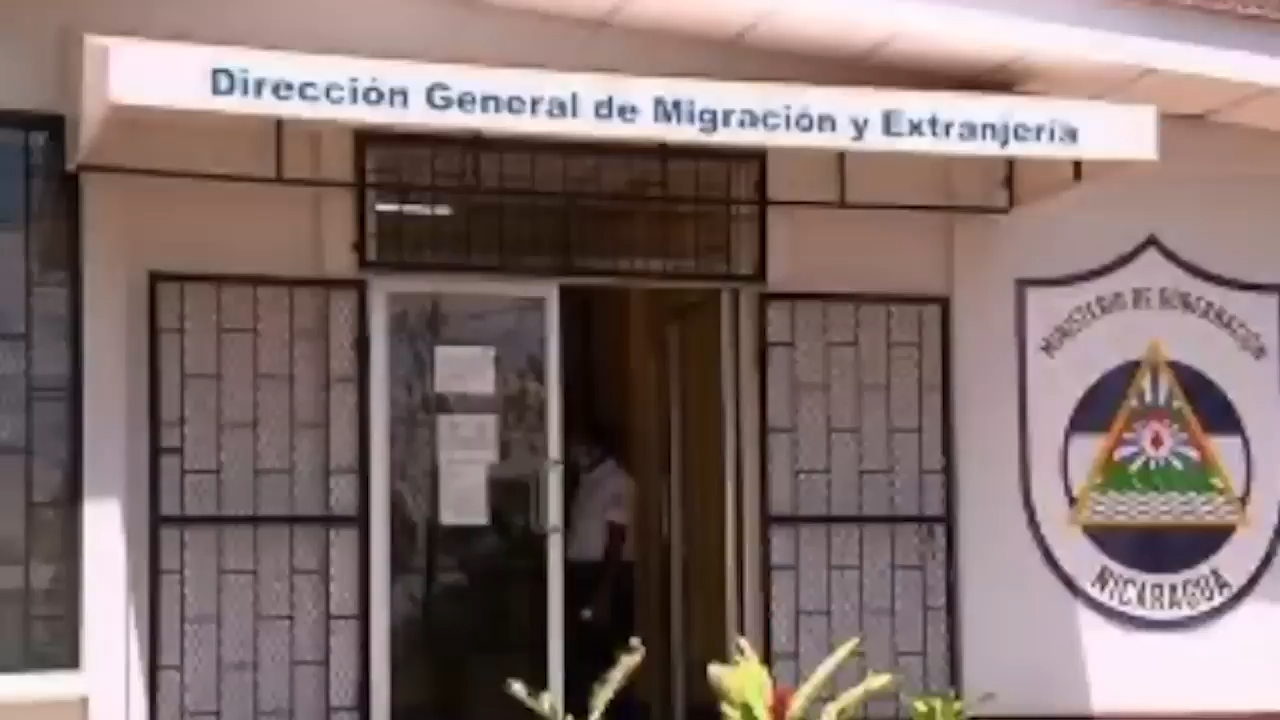 Dirección General de Migración y Extranjería
MINISTERIO DE GOBERNACIÓN
NICARAGUA